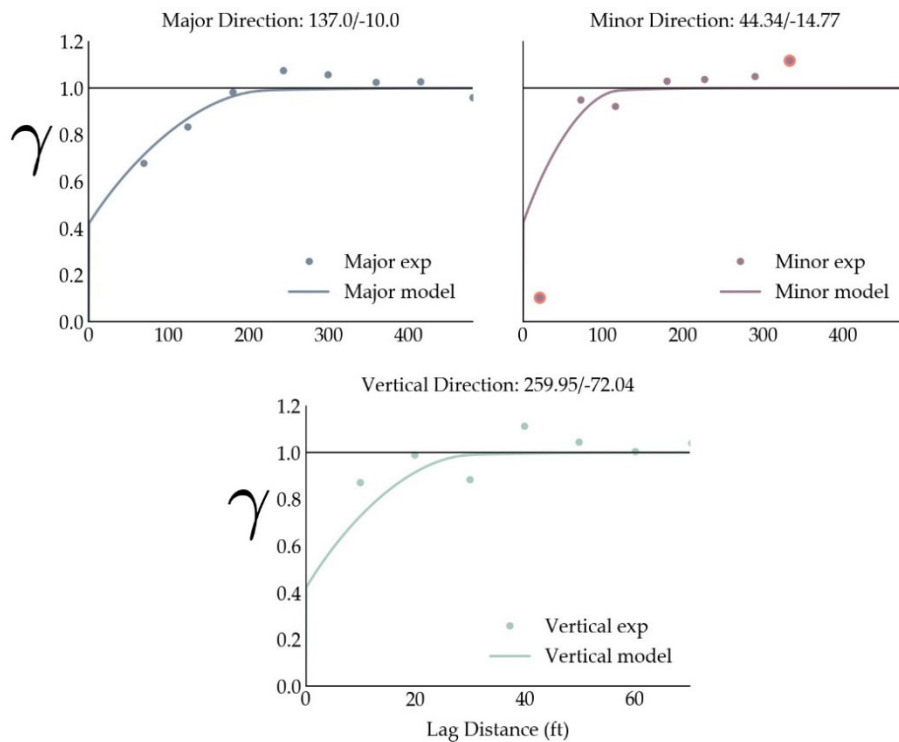 Major Direction: 137.0/-10.0
1.2
1.0
0.8
0.6
0.4
0.2
0.0
γ
Major exp
Major model
0 100 200 300 400
Minor Direction: 44.34/-14.77
Minor exp
Minor model
0 100 200 300 400
Vertical Direction: 259.95/-72.04
1.2
1.0
0.8
0.6
0.4
0.2
0.0
γ
Vertical exp
Vertical model
0 20 40 60
Lag Distance (ft)